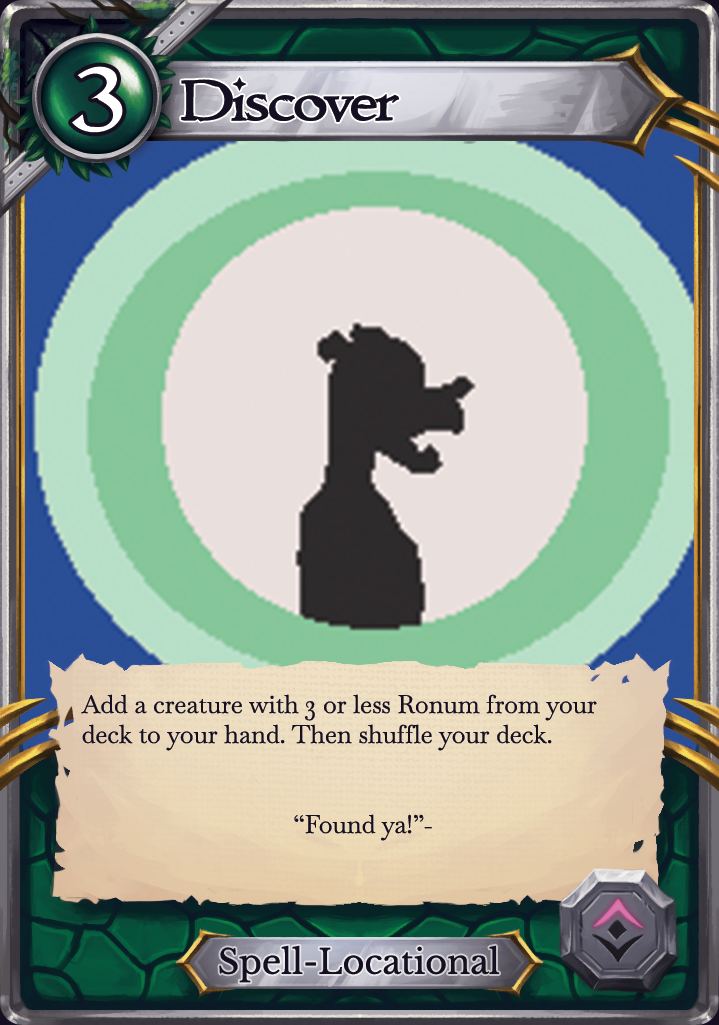 3
Discover
Add a creature with 3 or less Ronum from your
deck to your hand. Then shuffle your deck.
“Found ya!”-
Spell-Locational